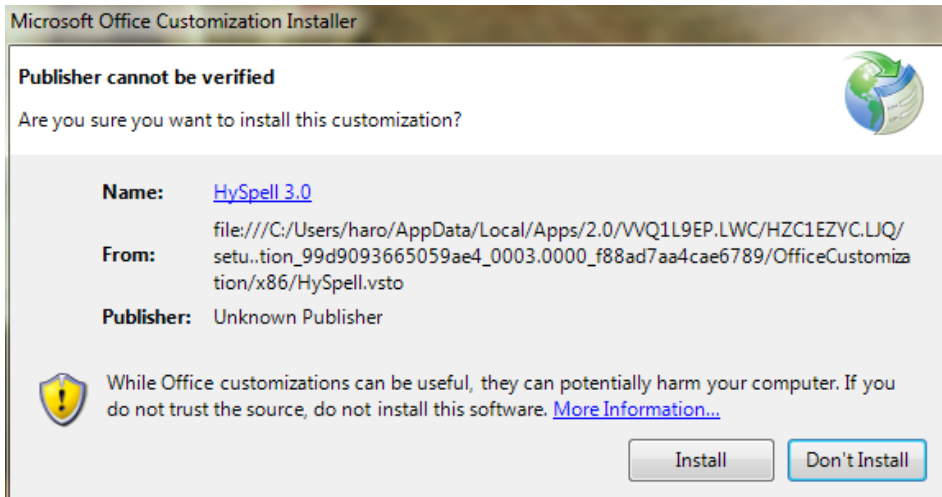 Microsoft Office Customization Installer
Publisher cannot be verified
Are you sure you want to install this customization?
Name: HySpell 3.0
file:///C:/Users/haro/AppData/Local/Apps/2.0/VVQ1L9EP.LWC/HZC1EZYC.LJQ/
From: setu..tion_99d9093665059ae4_0003.0000_f88ad7aa4cae6789/OfficeCustomiza
tion/x86/HySpell.vsto
Publisher: Unknown Publisher
While Office customizations can be useful, they can potentially harm your computer. If you
do not trust the source, do not install this software. More Information...
Install Don't Install